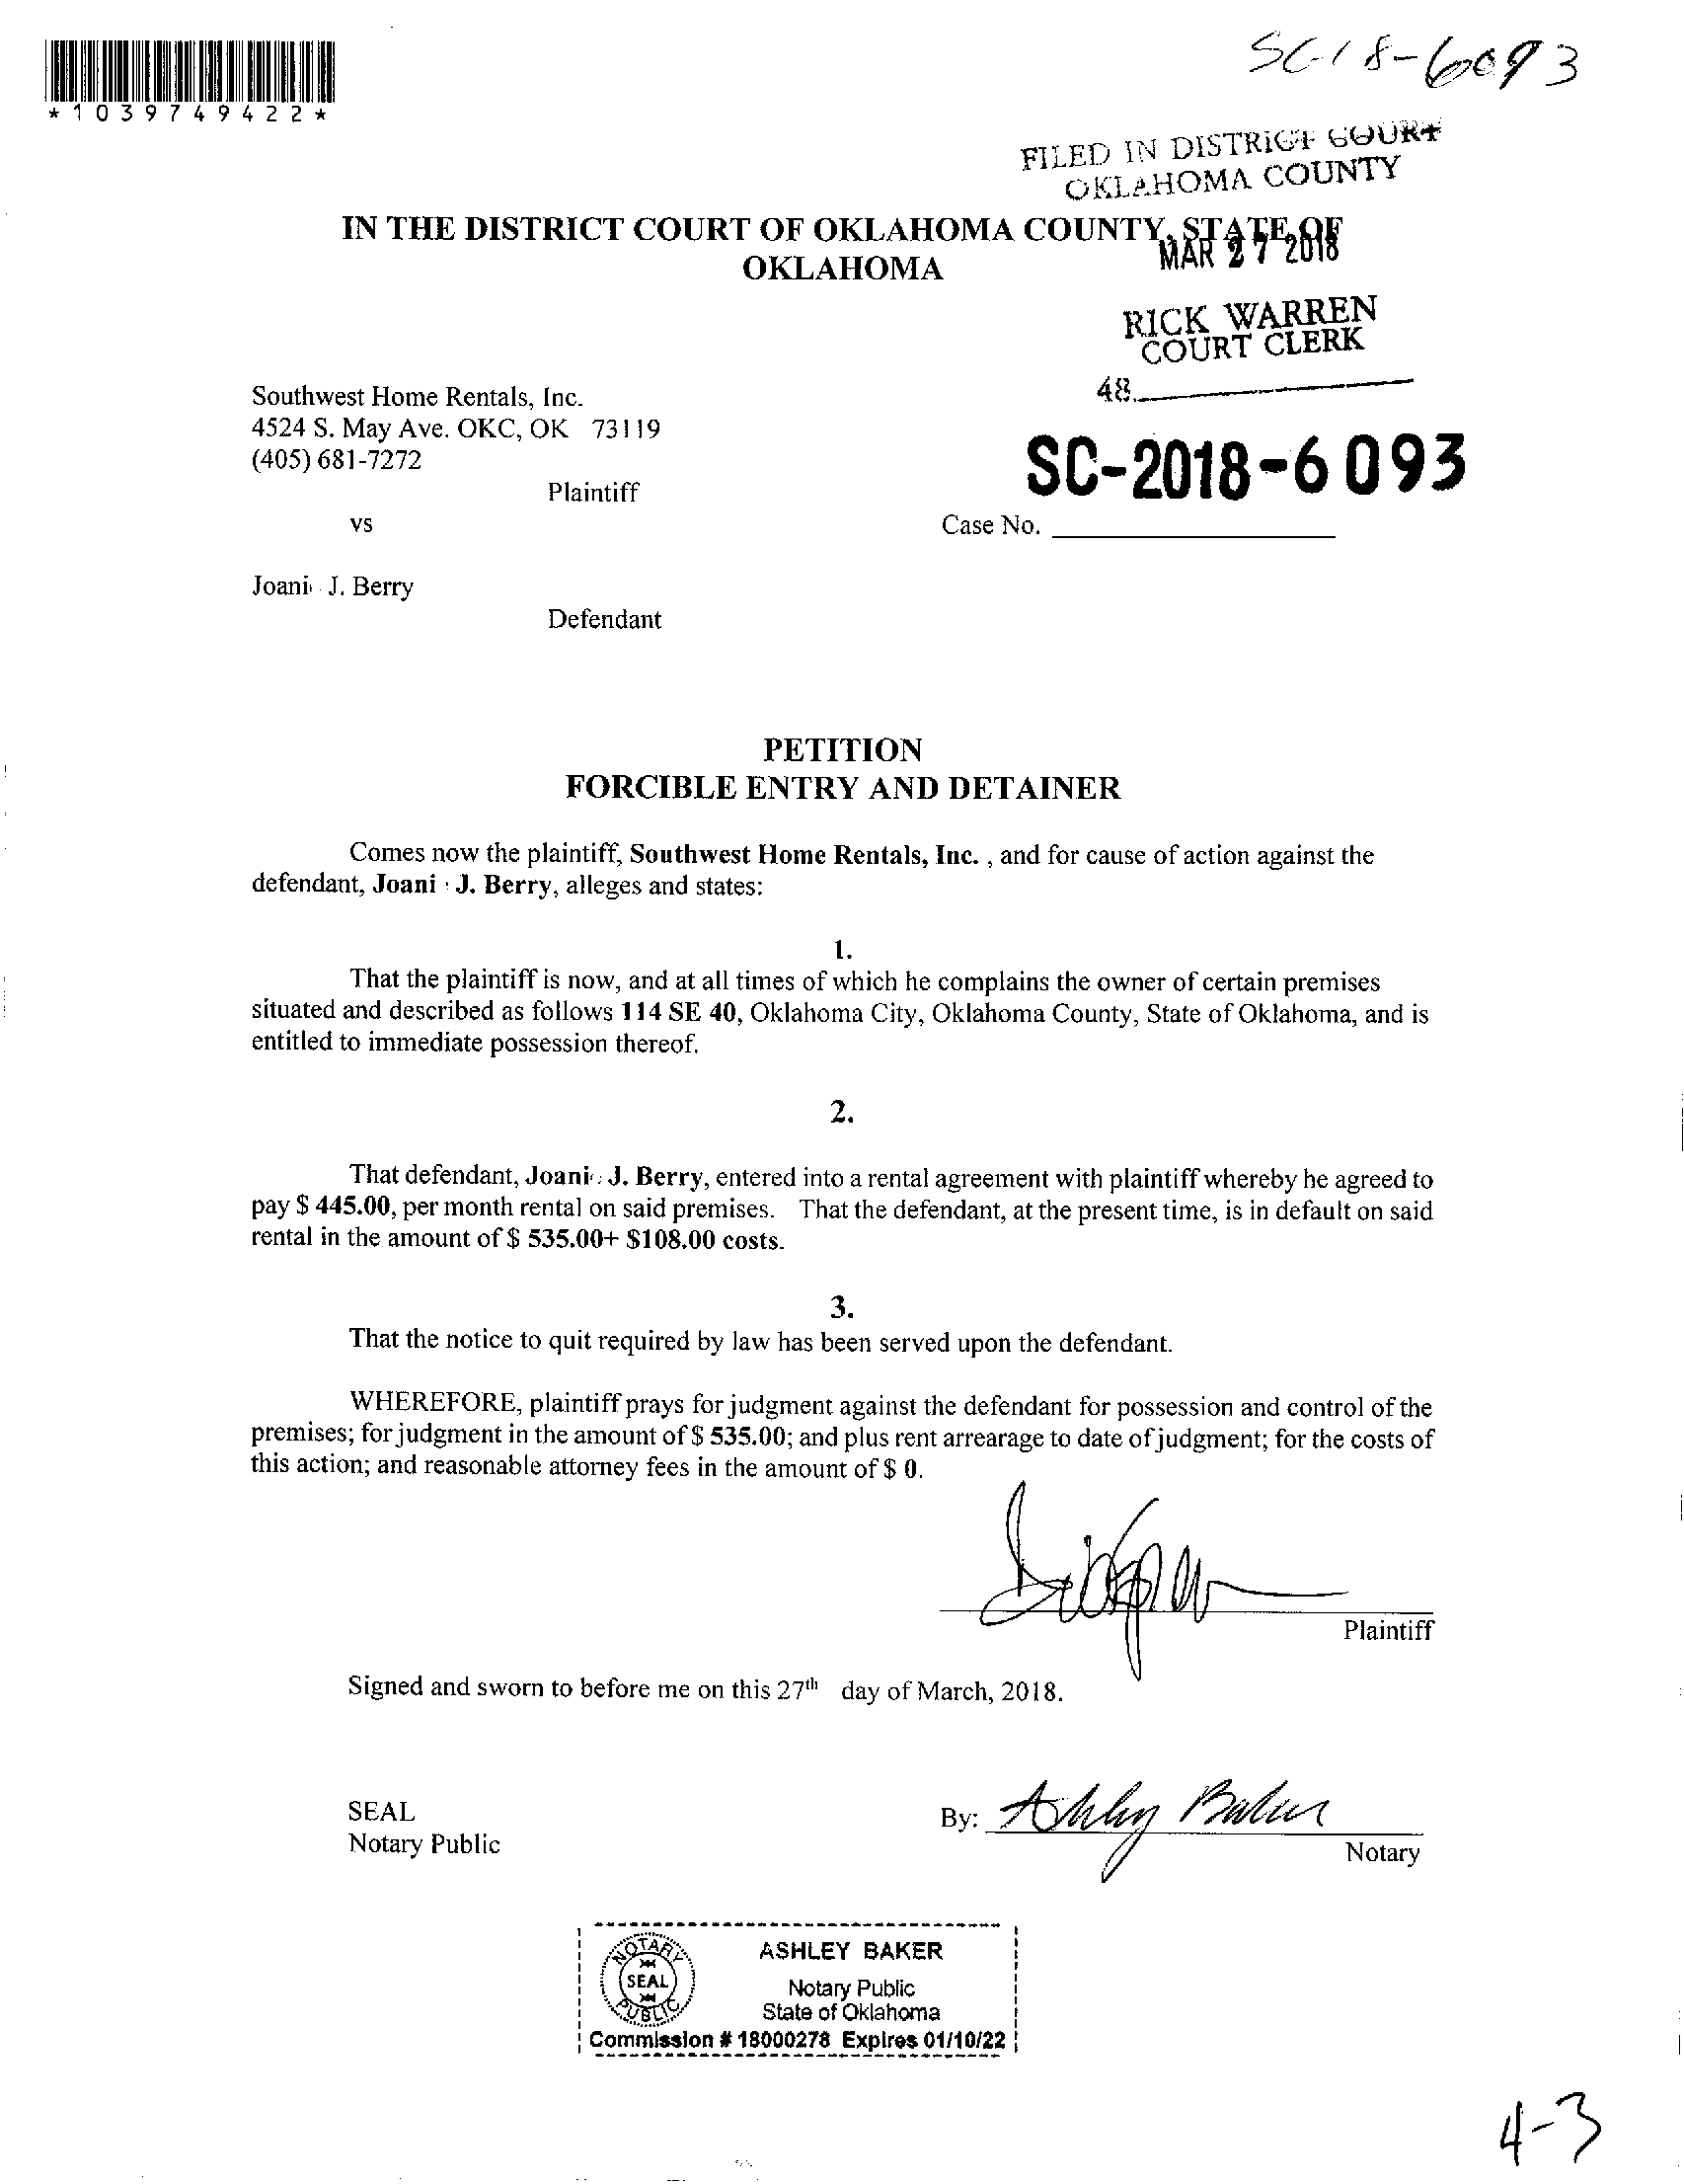 SC-18-6093
*1039749422*
FILED IN DISTRICT COURT
OKLAHOMA COUNTY
IN THE DISTRICT COURT OF OKLAHOMA COUNTY, STATE OF
MAR 27 2018
OKLAHOMA
RICK WARREN
COURT CLERK
48.
Southwest Home Rentals, Inc.
4524 S. May Ave. OKC, OK 73119
(405) 681-7272
Plaintiff
SC-2018-6093
vs
Case No.
Joani J. Berry
Defendant
PETITION
FORCIBLE ENTRY AND DETAINER
Comes now the plaintiff, Southwest Home Rentals, Inc. , and for cause of action against the
defendant, Joani J. Berry, alleges and states:
1.
That the plaintiff is now, and at all times of which he complains the owner of certain premises
situated and described as follows 114 SE 40, Oklahoma City, Oklahoma County, State of Oklahoma, and is
entitled to immediate possession thereof.
2.
That defendant, Joani J. Berry, entered into a rental agreement with plaintiff whereby he agreed to
pay $ 445.00, per month rental on said premises. That the defendant, at the present time, is in default on said
rental in the amount of $ 535.00+ $108.00 costs.
3.
That the notice to quit required by law has been served upon the defendant.
WHEREFORE, plaintiff prays for judgment against the defendant for possession and control of the
premises; for judgment in the amount of $ 535.00; and plus rent arrearage to date of judgment; for the costs of
this action; and reasonable attorney fees in the amount of $ 0.
Plaintiff
Signed and sworn to before me on this 27th day of March, 2018.
SEAL
By: Ashley Baker
Notary Public
Notary
NOTARY
SEAL
PUBLIC
ASHLEY BAKER
Notary Public
State of Oklahoma
Commission # 18000278 Expires 01/10/22
4-3